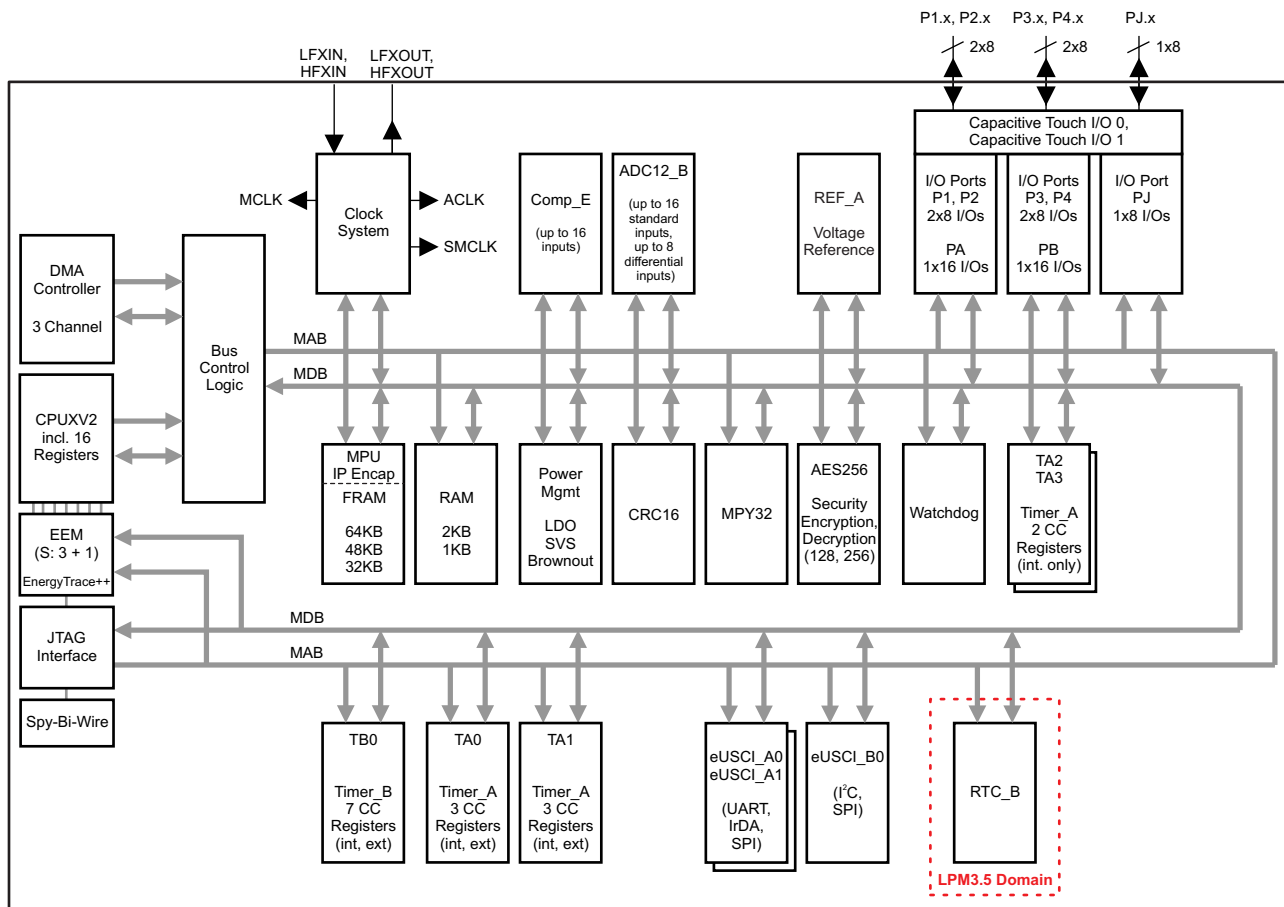 P1.x, P2.x
P3.x, P4.x
PJ.x
2x8
2x8
1x8
LFXIN,
HFXIN
LFXOUT,
HFXOUT
Capacitive Touch I/O 0,
Capacitive Touch I/O 1
MCLK
Clock
System
ACLK
SMCLK
Comp_E
(up to 16
inputs)
ADC12_B
(up to 16
standard
inputs,
up to 8
differential
inputs)
REF_A
Voltage
Reference
I/O Ports
P1, P2
2x8 I/Os
PA
1x16 I/Os
I/O Ports
P3, P4
2x8 I/Os
PB
1x16 I/Os
I/O Port
PJ
1x8 I/Os
DMA
Controller
3 Channel
Bus
Control
Logic
MAB
MDB
CPUXV2
incl. 16
Registers
MPU
IP Encap
FRAM
64KB
48KB
32KB
RAM
2KB
1KB
Power
Mgmt
LDO
SVS
Brownout
CRC16
MPY32
AES256
Security
Encryption,
Decryption
(128, 256)
Watchdog
TA2
TA3
Timer_A
2 CC
Registers
(int. only)
EEM
(S: 3 + 1)
EnergyTrace++
MDB
JTAG
Interface
MAB
Spy-Bi-Wire
TB0
Timer_B
7 CC
Registers
(int, ext)
TA0
Timer_A
3 CC
Registers
(int, ext)
TA1
Timer_A
3 CC
Registers
(int, ext)
eUSCI_A0
eUSCI_A1
(UART,
IrDA,
SPI)
eUSCI_B0
(I²C,
SPI)
RTC_B
LPM3.5 Domain